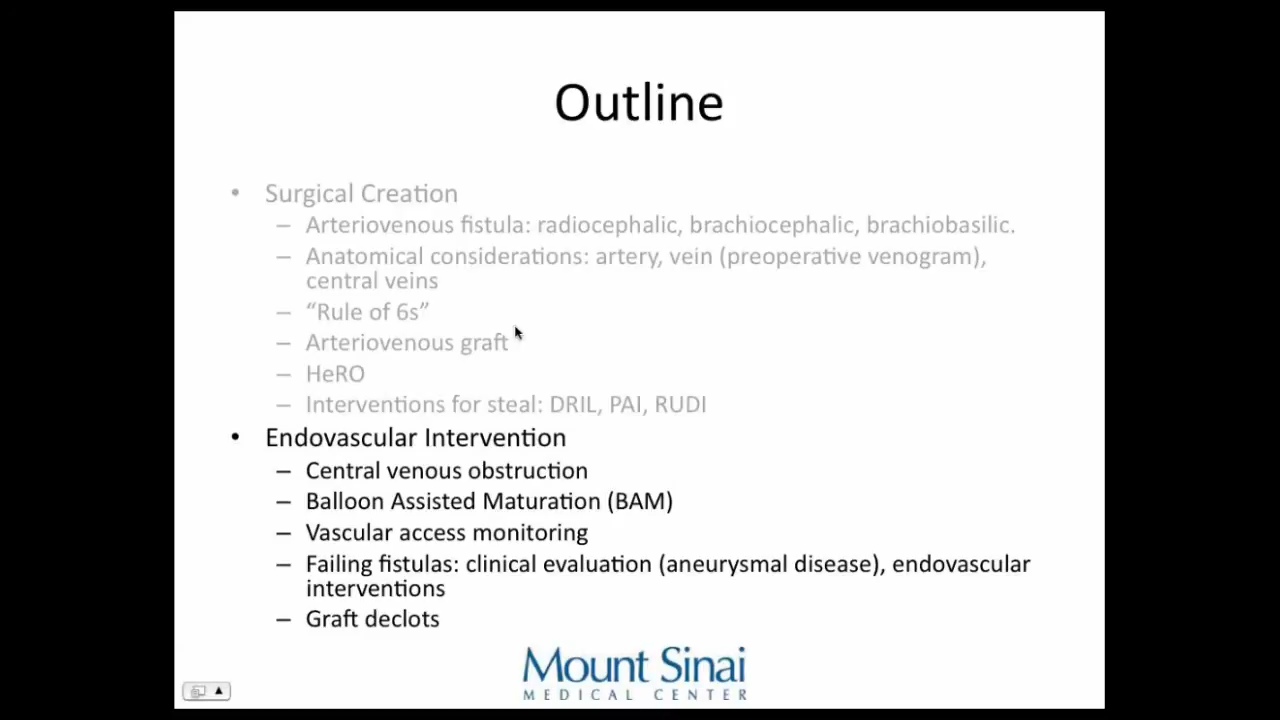 Outline
• Surgical Creation
– Arteriovenous fistula: radiocephalic, brachiocephalic, brachiobasilic.
– Anatomical considerations: artery, vein (preoperative venogram),
central veins
– “Rule of 6s”
– Arteriovenous graft
– HeRO
– Interventions for steal: DRIL, PAI, RUDI
• Endovascular Intervention
– Central venous obstruction
– Balloon Assisted Maturation (BAM)
– Vascular access monitoring
– Failing fistulas: clinical evaluation (aneurysmal disease), endovascular
interventions
– Graft declots
Mount Sinai
MEDICAL CENTER